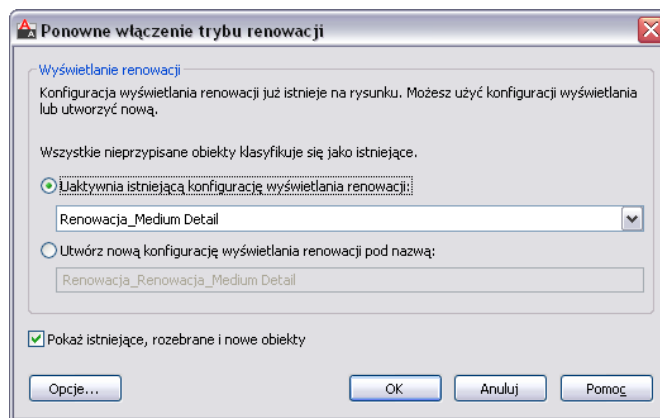 Ponowne włączenie trybu renowacji
Wyświetlanie renowacji
Konfiguracja wyświetlania renowacji już istnieje na rysunku. Możesz użyć konfiguracji wyświetlania
lub utworzyć nową.
Wszystkie nieprzypisane obiekty klasyfikuje się jako istniejące.
Uaktywnia istniejącą konfigurację wyświetlania renowacji:
Renowacja_Medium Detail
Utwórz nową konfigurację wyświetlania renowacji pod nazwą:
Renowacja_Renowacja_Medium Detail
Pokaż istniejące, rozebrane i nowe obiekty
Opcje... OK Anuluj Pomoc